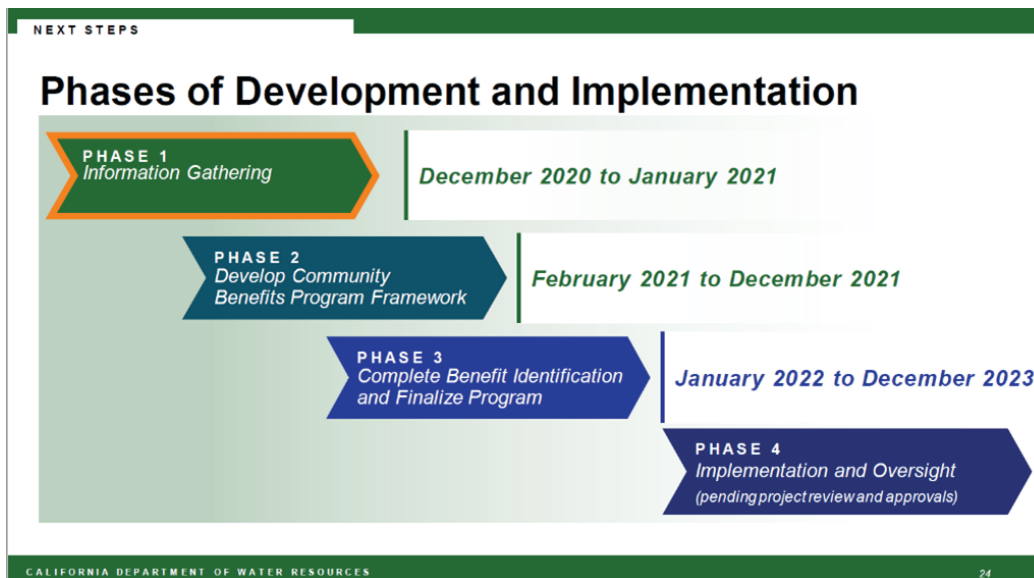 NEXT STEPS
Phases of Development and Implementation
PHASE 1
Information Gathering
December 2020 to January 2021
PHASE 2
Develop Community
Benefits Program Framework
February 2021 to December 2021
PHASE 3
Complete Benefit Identification
and Finalize Program
January 2022 to December 2023
PHASE 4
Implementation and Oversight
(pending project review and approvals)
CALIFORNIA DEPARTMENT OF WATER RESOURCES
24